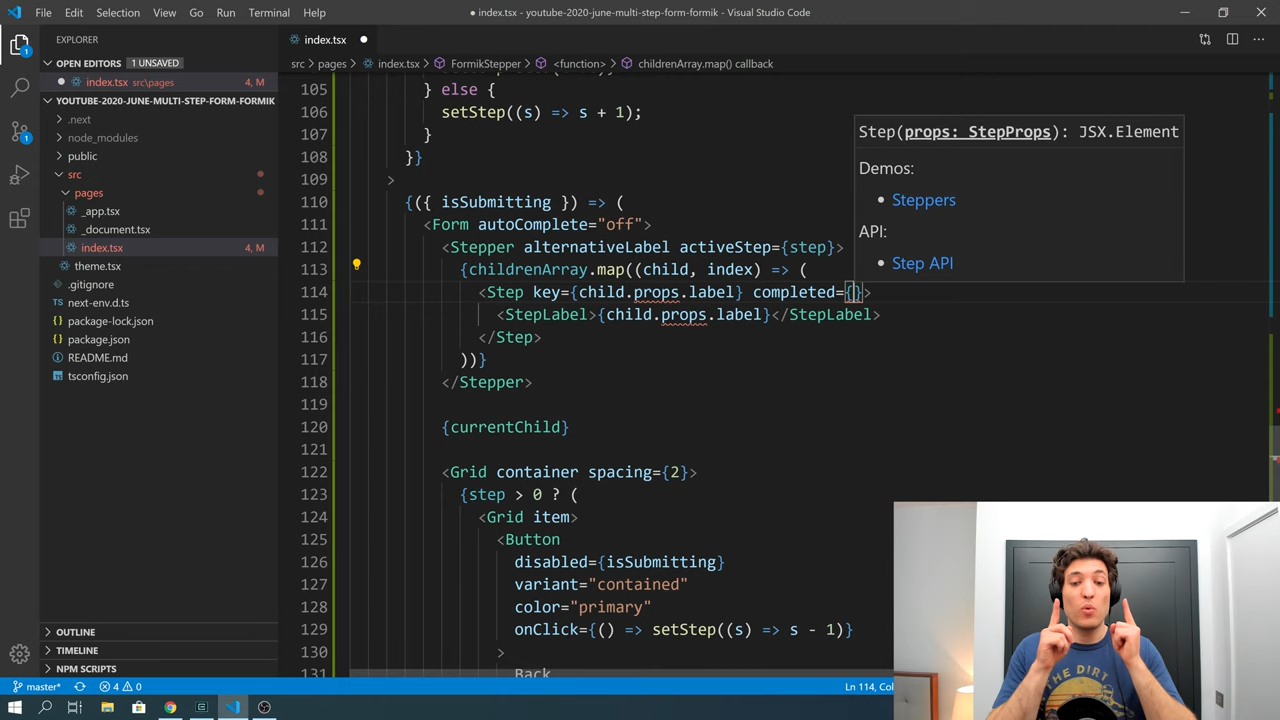 File Edit Selection View Go Run Terminal Help
● index.tsx - youtube-2020-june-multi-step-form-formik - Visual Studio Code
EXPLORER
OPEN EDITORS 1 UNSAVED
index.tsx src\pages 4, M
YOUTUBE-2020-JUNE-MULTI-STEP-FORM-FORMIK
.next
node_modules
public
src
pages
_app.tsx
_document.tsx
index.tsx 4, M
theme.tsx
.gitignore
next-env.d.ts
package-lock.json
package.json
README.md
tsconfig.json
OUTLINE
TIMELINE
NPM SCRIPTS
index.tsx ●
src > pages > index.tsx > FormikStepper > <function> > childrenArray.map() callback
105 } else {
106 setStep((s) => s + 1);
107 }
108 }}
109 >
110 {({ isSubmitting }) => (
111 <Form autoComplete="off">
112 <Stepper alternativeLabel activeStep={step}>
113 {childrenArray.map((child, index) => (
114 <Step key={child.props.label} completed={}>
115 <StepLabel>{child.props.label}</StepLabel>
116 </Step>
117 ))}
118 </Stepper>
119
120 {currentChild}
121
122 <Grid container spacing={2}>
123 {step > 0 ? (
124 <Grid item>
125 <Button
126 disabled={isSubmitting}
127 variant="contained"
128 color="primary"
129 onClick={() => setStep((s) => s - 1)}
130 >
131 Back
Step(props: StepProps): JSX.Element
Demos:
• Steppers
API:
• Step API
THE DIRT
master* 4 0 Ln 114, Col